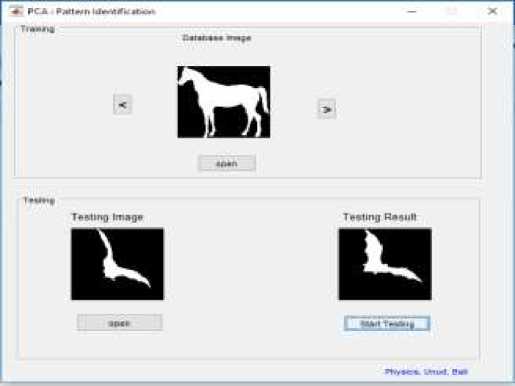 PCA - Pattern Identification
Training
Database Image
<
>
open
Testing
Testing Image
Testing Result
open
Start Testing
Physics, Unud, Bali